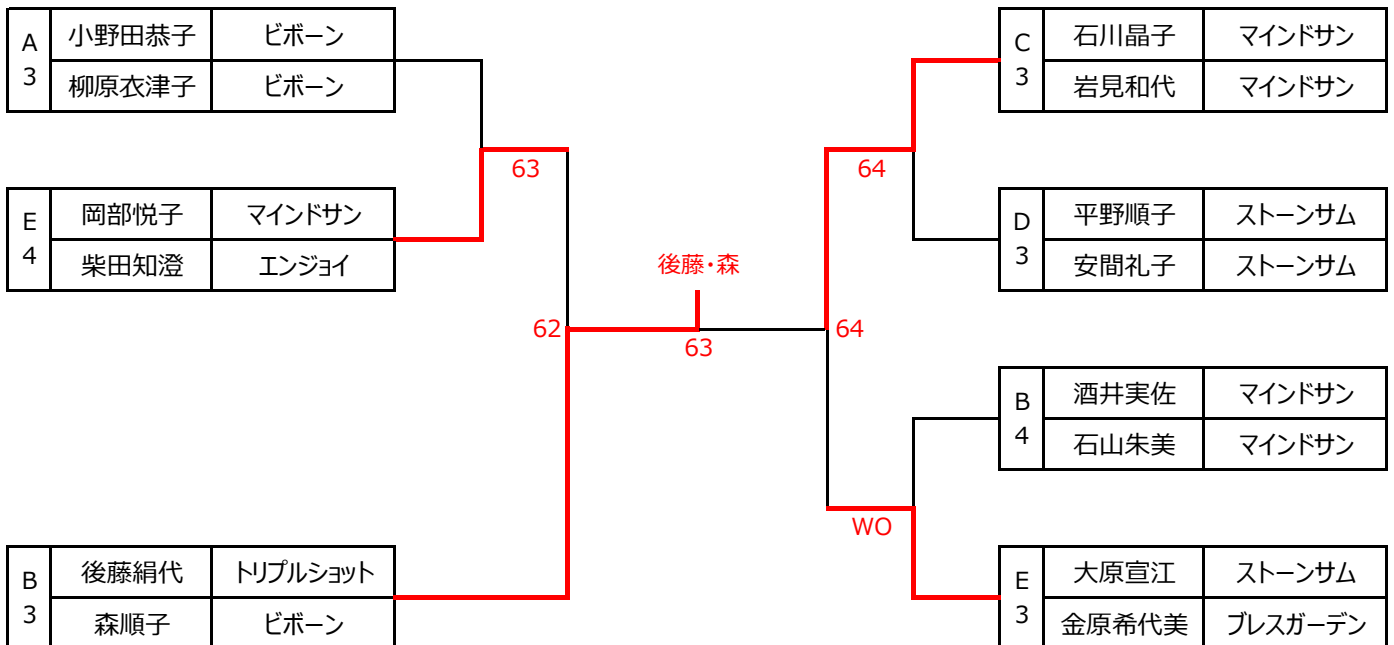 A
3
小野田恭子 ビボーン
柳原衣津子 ビボーン
63
E
4
岡部悦子 マインドサン
柴田知澄 エンジョイ
62
B
3
後藤絹代 トリプルショット
森順子 ビボーン
後藤・森
63
C
3
石川晶子 マインドサン
岩見和代 マインドサン
64
D
3
平野順子 ストーンサム
安間礼子 ストーンサム
64
B
4
酒井実佐 マインドサン
石山朱美 マインドサン
WO
E
3
大原宣江 ストーンサム
金原希代美 ブレスガーデン